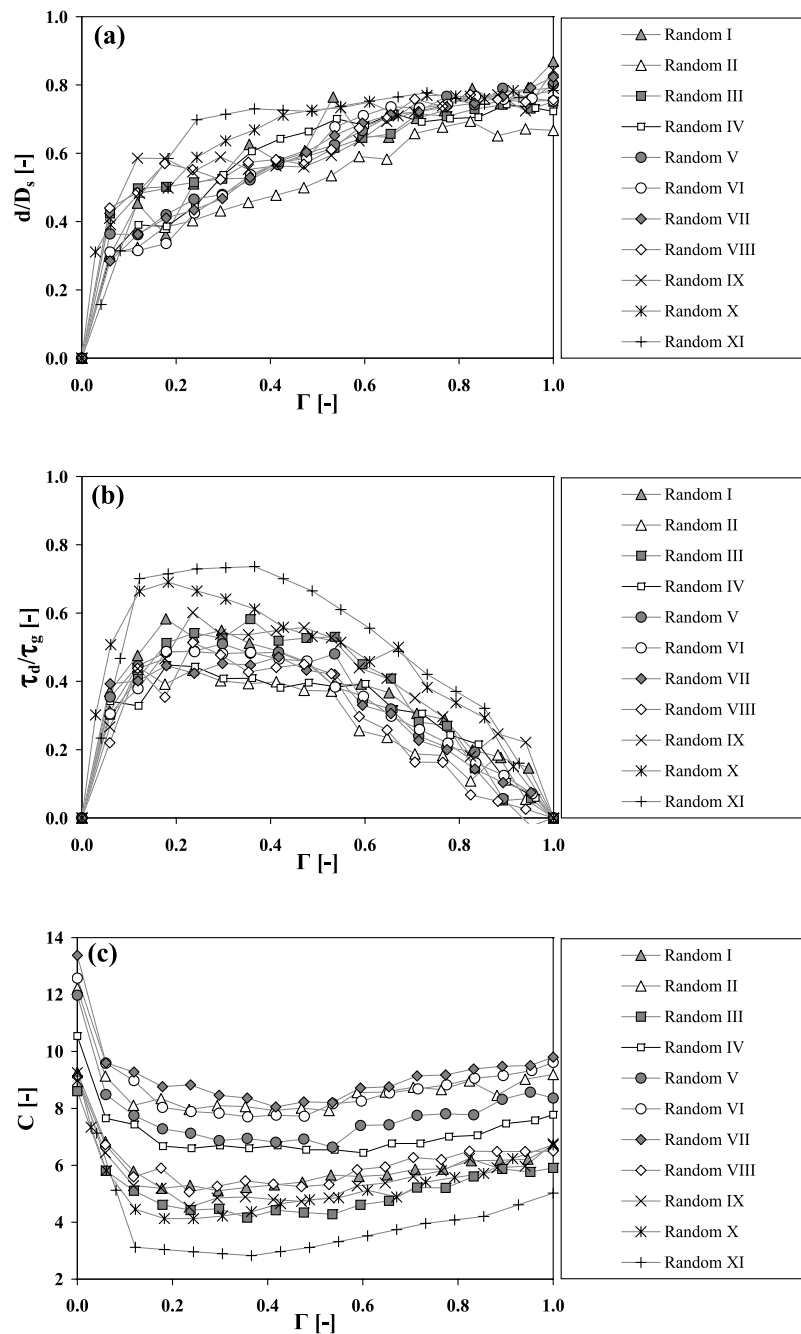 (a)
1.0
0.8
0.6
0.4
0.2
0.0
d/Dₛ [-]
0.0 0.2 0.4 0.6 0.8 1.0
Γ [-]
Random I
Random II
Random III
Random IV
Random V
Random VI
Random VII
Random VIII
Random IX
Random X
Random XI
(b)
1.0
0.8
0.6
0.4
0.2
0.0
τd/τg [-]
0.0 0.2 0.4 0.6 0.8 1.0
Γ [-]
Random I
Random II
Random III
Random IV
Random V
Random VI
Random VII
Random VIII
Random IX
Random X
Random XI
(c)
14
12
10
8
6
4
2
C [-]
0.0 0.2 0.4 0.6 0.8 1.0
Γ [-]
Random I
Random II
Random III
Random IV
Random V
Random VI
Random VII
Random VIII
Random IX
Random X
Random XI